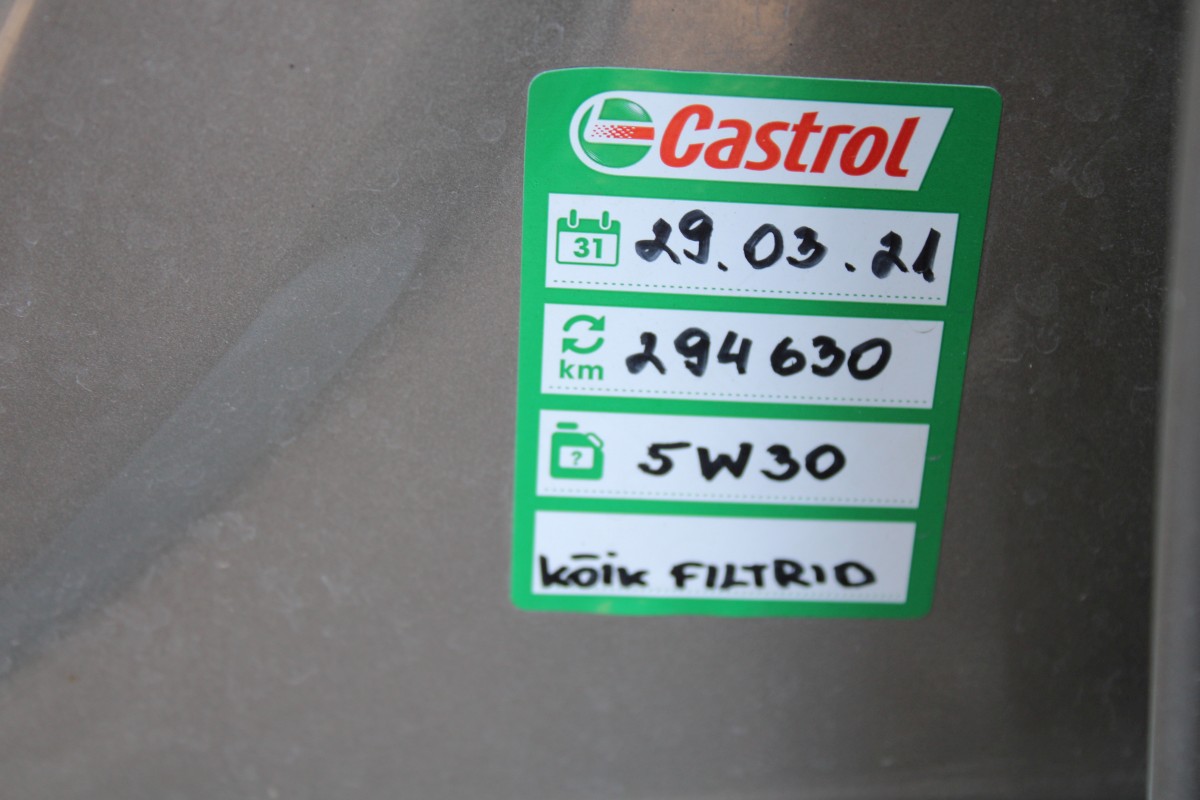 Castrol
31 29.03.21
km 294630
? 5W30
kõik FILTRID